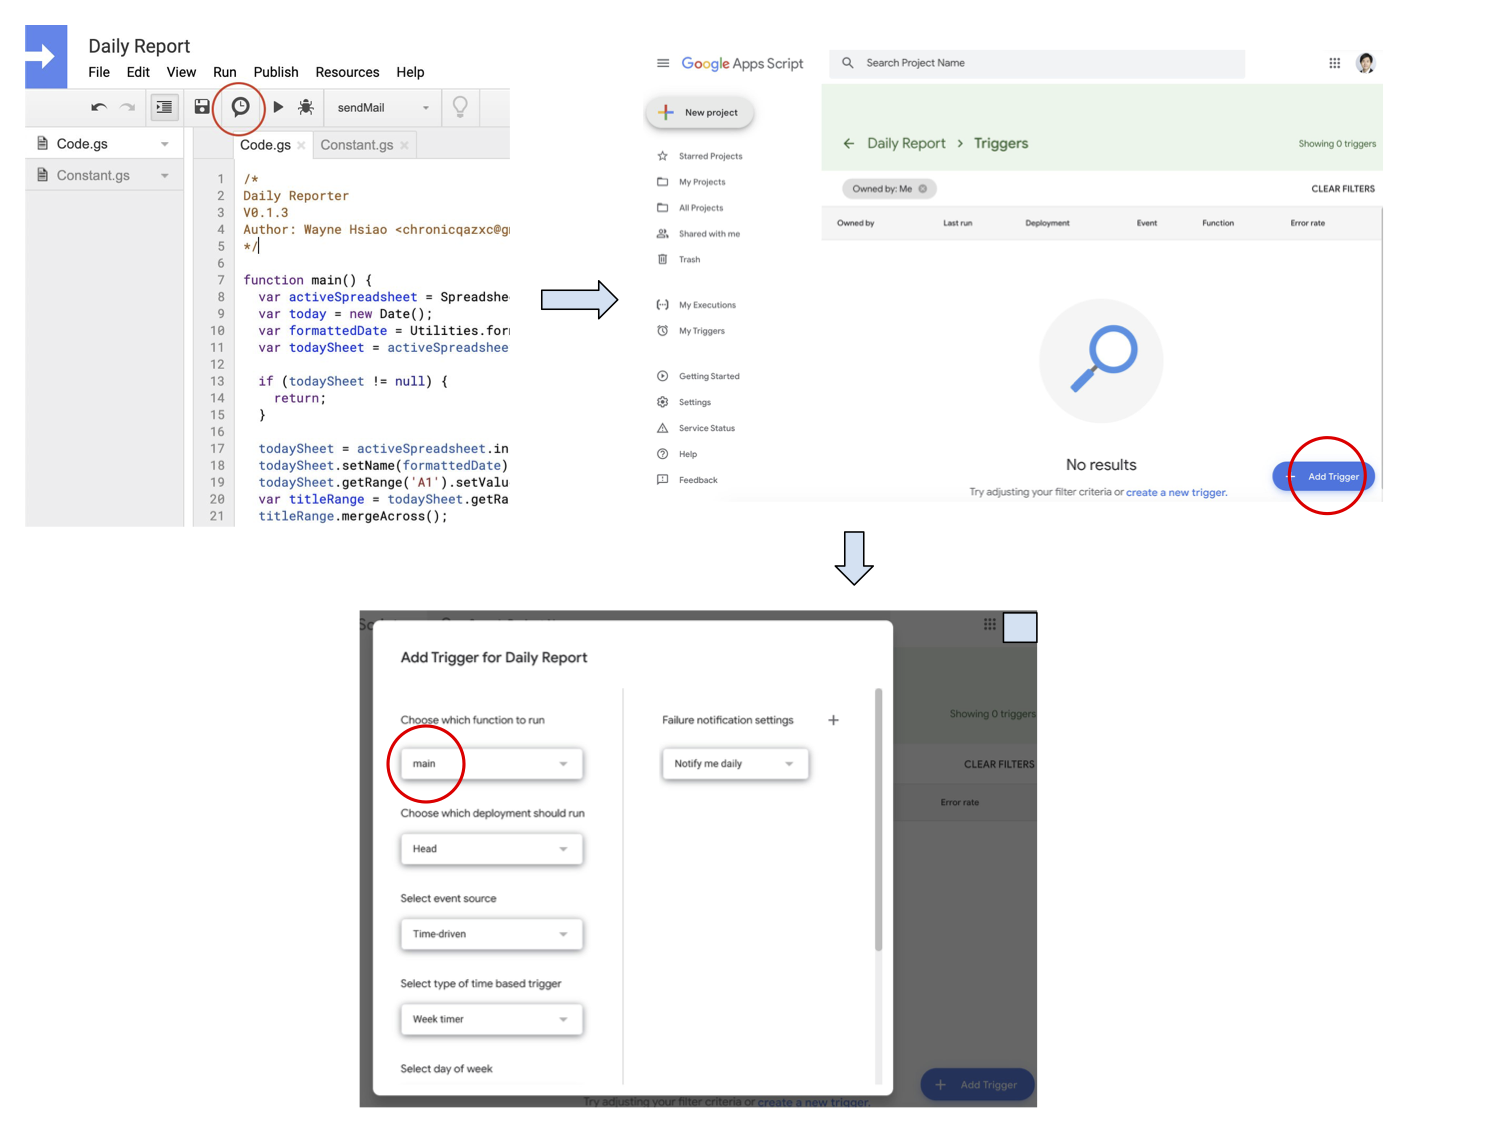 Daily Report
File Edit View Run Publish Resources Help
sendMail
Code.gs
Constant.gs
Code.gs × Constant.gs ×
1 /*
2 Daily Reporter
3 V0.1.3
4 Author: Wayne Hsiao <chronicqazxc@g
5 */
6
7 function main() {
8 var activeSpreadsheet = Spreadshe
9 var today = new Date();
10 var formattedDate = Utilities.for
11 var todaySheet = activeSpreadshee
12
13 if (todaySheet != null) {
14 return;
15 }
16
17 todaySheet = activeSpreadsheet.in
18 todaySheet.setName(formattedDate)
19 todaySheet.getRange('A1').setValu
20 var titleRange = todaySheet.getRa
21 titleRange.mergeAcross();
Google Apps Script
Search Project Name
New project
Starred Projects
My Projects
All Projects
Shared with me
Trash
My Executions
My Triggers
Getting Started
Settings
Service Status
Help
Feedback
Daily Report > Triggers
Showing 0 triggers
Owned by: Me
CLEAR FILTERS
Owned by Last run Deployment Event Function Error rate
No results
Try adjusting your filter criteria or create a new trigger.
+ Add Trigger
Sc
Add Trigger for Daily Report
Choose which function to run
main
Choose which deployment should run
Head
Select event source
Time-driven
Select type of time based trigger
Week timer
Select day of week
Failure notification settings +
Notify me daily
Showing 0 triggers
CLEAR FILTERS
Error rate
+ Add Trigger
Try adjusting your filter criteria or create a new trigger.